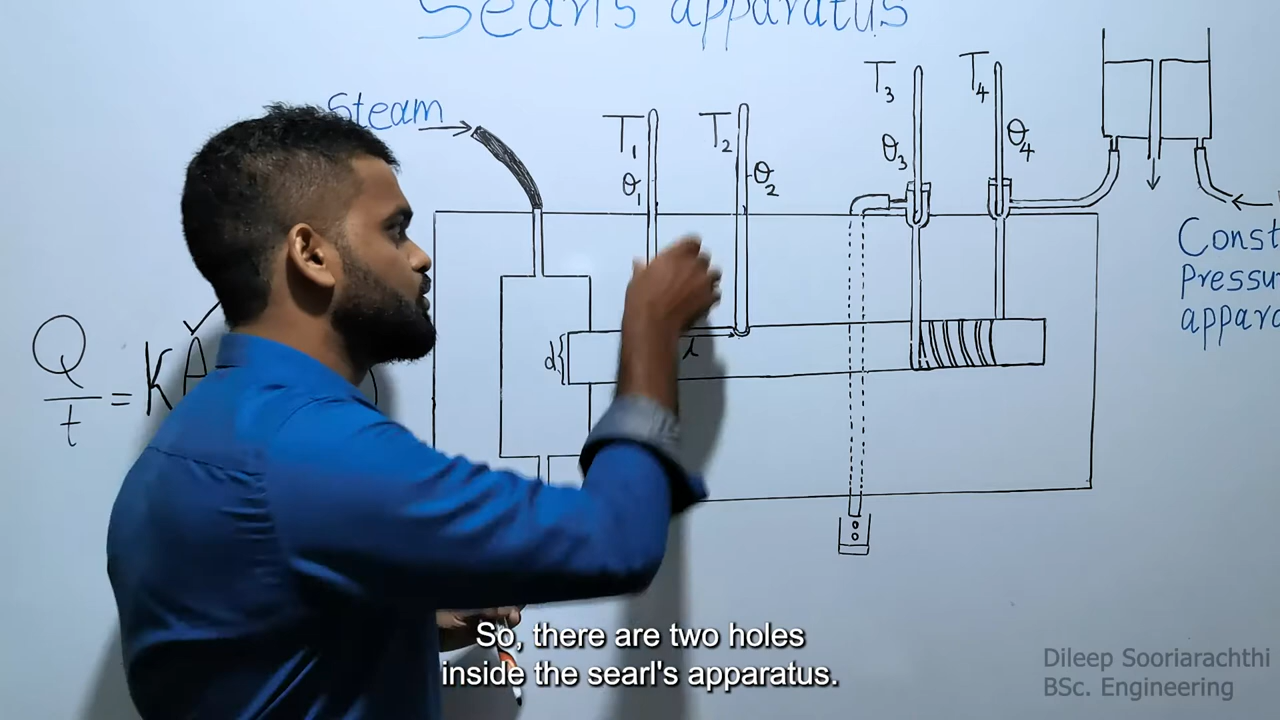 Searl's apparatus
Steam
T1
θ1
T2
θ2
T3
θ3
T4
θ4
Const
Pressu
appara
d
l
Q/t = KA
So, there are two holes
inside the searl's apparatus.
Dileep Sooriarachthi
BSc. Engineering